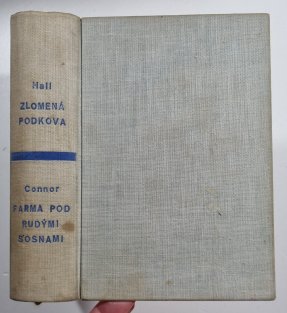 Hall
ZLOMENÁ
PODKOVA
Connor
FARMA POD
RUDÝMI
SOSNAMI